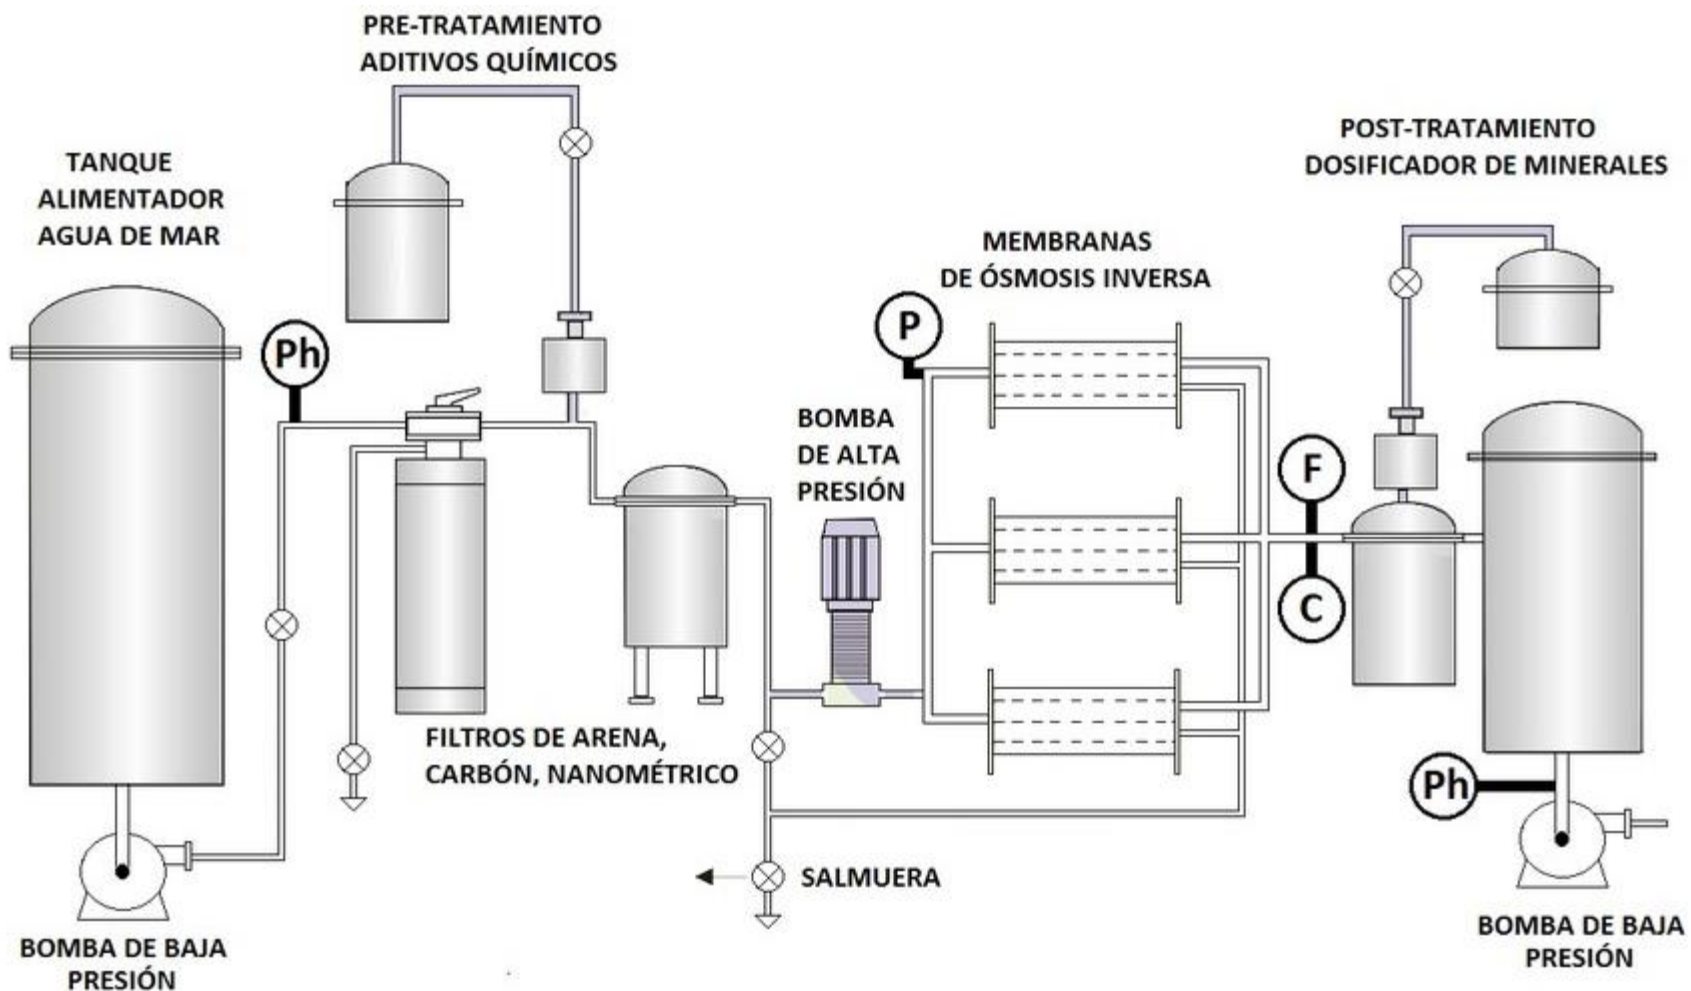 PRE-TRATAMIENTO
ADITIVOS QUÍMICOS
TANQUE
ALIMENTADOR
AGUA DE MAR
POST-TRATAMIENTO
DOSIFICADOR DE MINERALES
MEMBRANAS
DE ÓSMOSIS INVERSA
Ph
P
BOMBA
DE ALTA
PRESIÓN
F
C
FILTROS DE ARENA,
CARBÓN, NANOMÉTRICO
Ph
SALMUERA
BOMBA DE BAJA
PRESIÓN
BOMBA DE BAJA
PRESIÓN